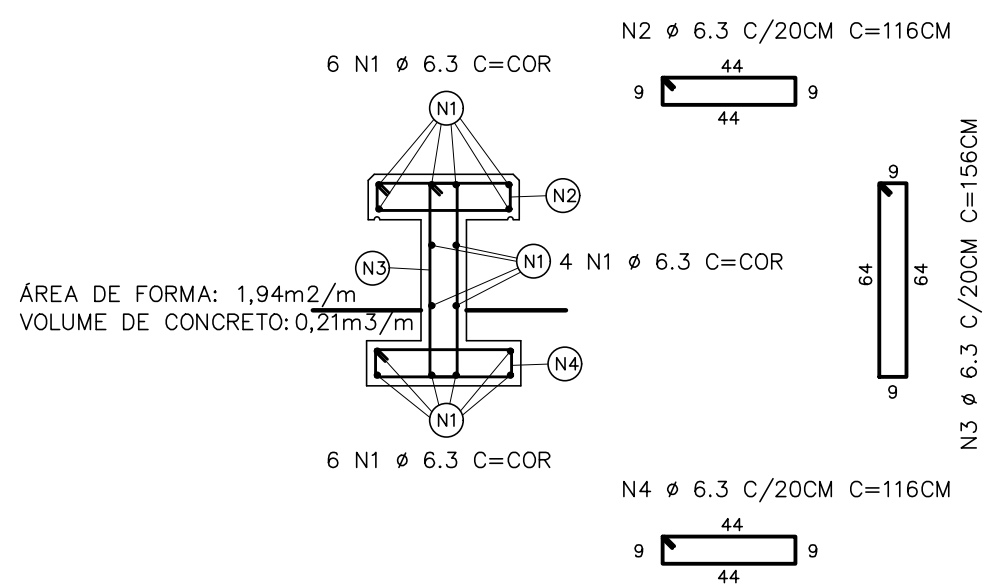 N2 ø 6.3 C/20CM C=116CM
44
9
9
44
6 N1 ø 6.3 C=COR
N1
N2
N3
N1
4 N1 ø 6.3 C=COR
ÁREA DE FORMA: 1,94m2/m
VOLUME DE CONCRETO: 0,21m3/m
N4
N1
6 N1 ø 6.3 C=COR
9
64
64
9
N3 ø 6.3 C/20CM C=156CM
N4 ø 6.3 C/20CM C=116CM
44
9
9
44